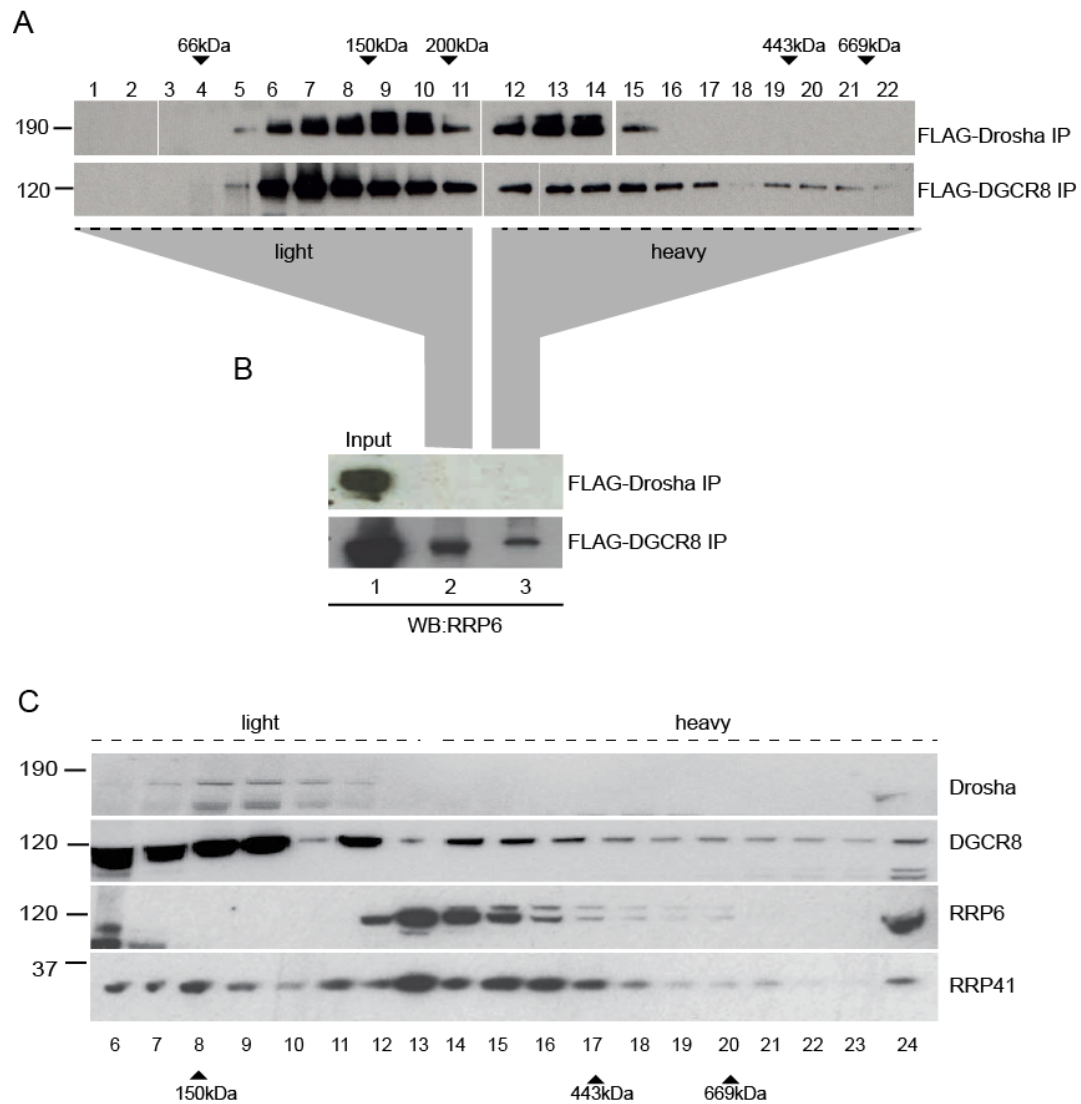 A
66kDa 150kDa 200kDa 443kDa 669kDa
1 2 3 4 5 6 7 8 9 10 11 12 13 14 15 16 17 18 19 20 21 22
190 FLAG-Drosha IP
120 FLAG-DGCR8 IP
light heavy
B
Input
FLAG-Drosha IP
FLAG-DGCR8 IP
1 2 3
WB:RRP6
C
light heavy
190 Drosha
120 DGCR8
120 RRP6
37 RRP41
6 7 8 9 10 11 12 13 14 15 16 17 18 19 20 21 22 23 24
150kDa 443kDa 669kDa